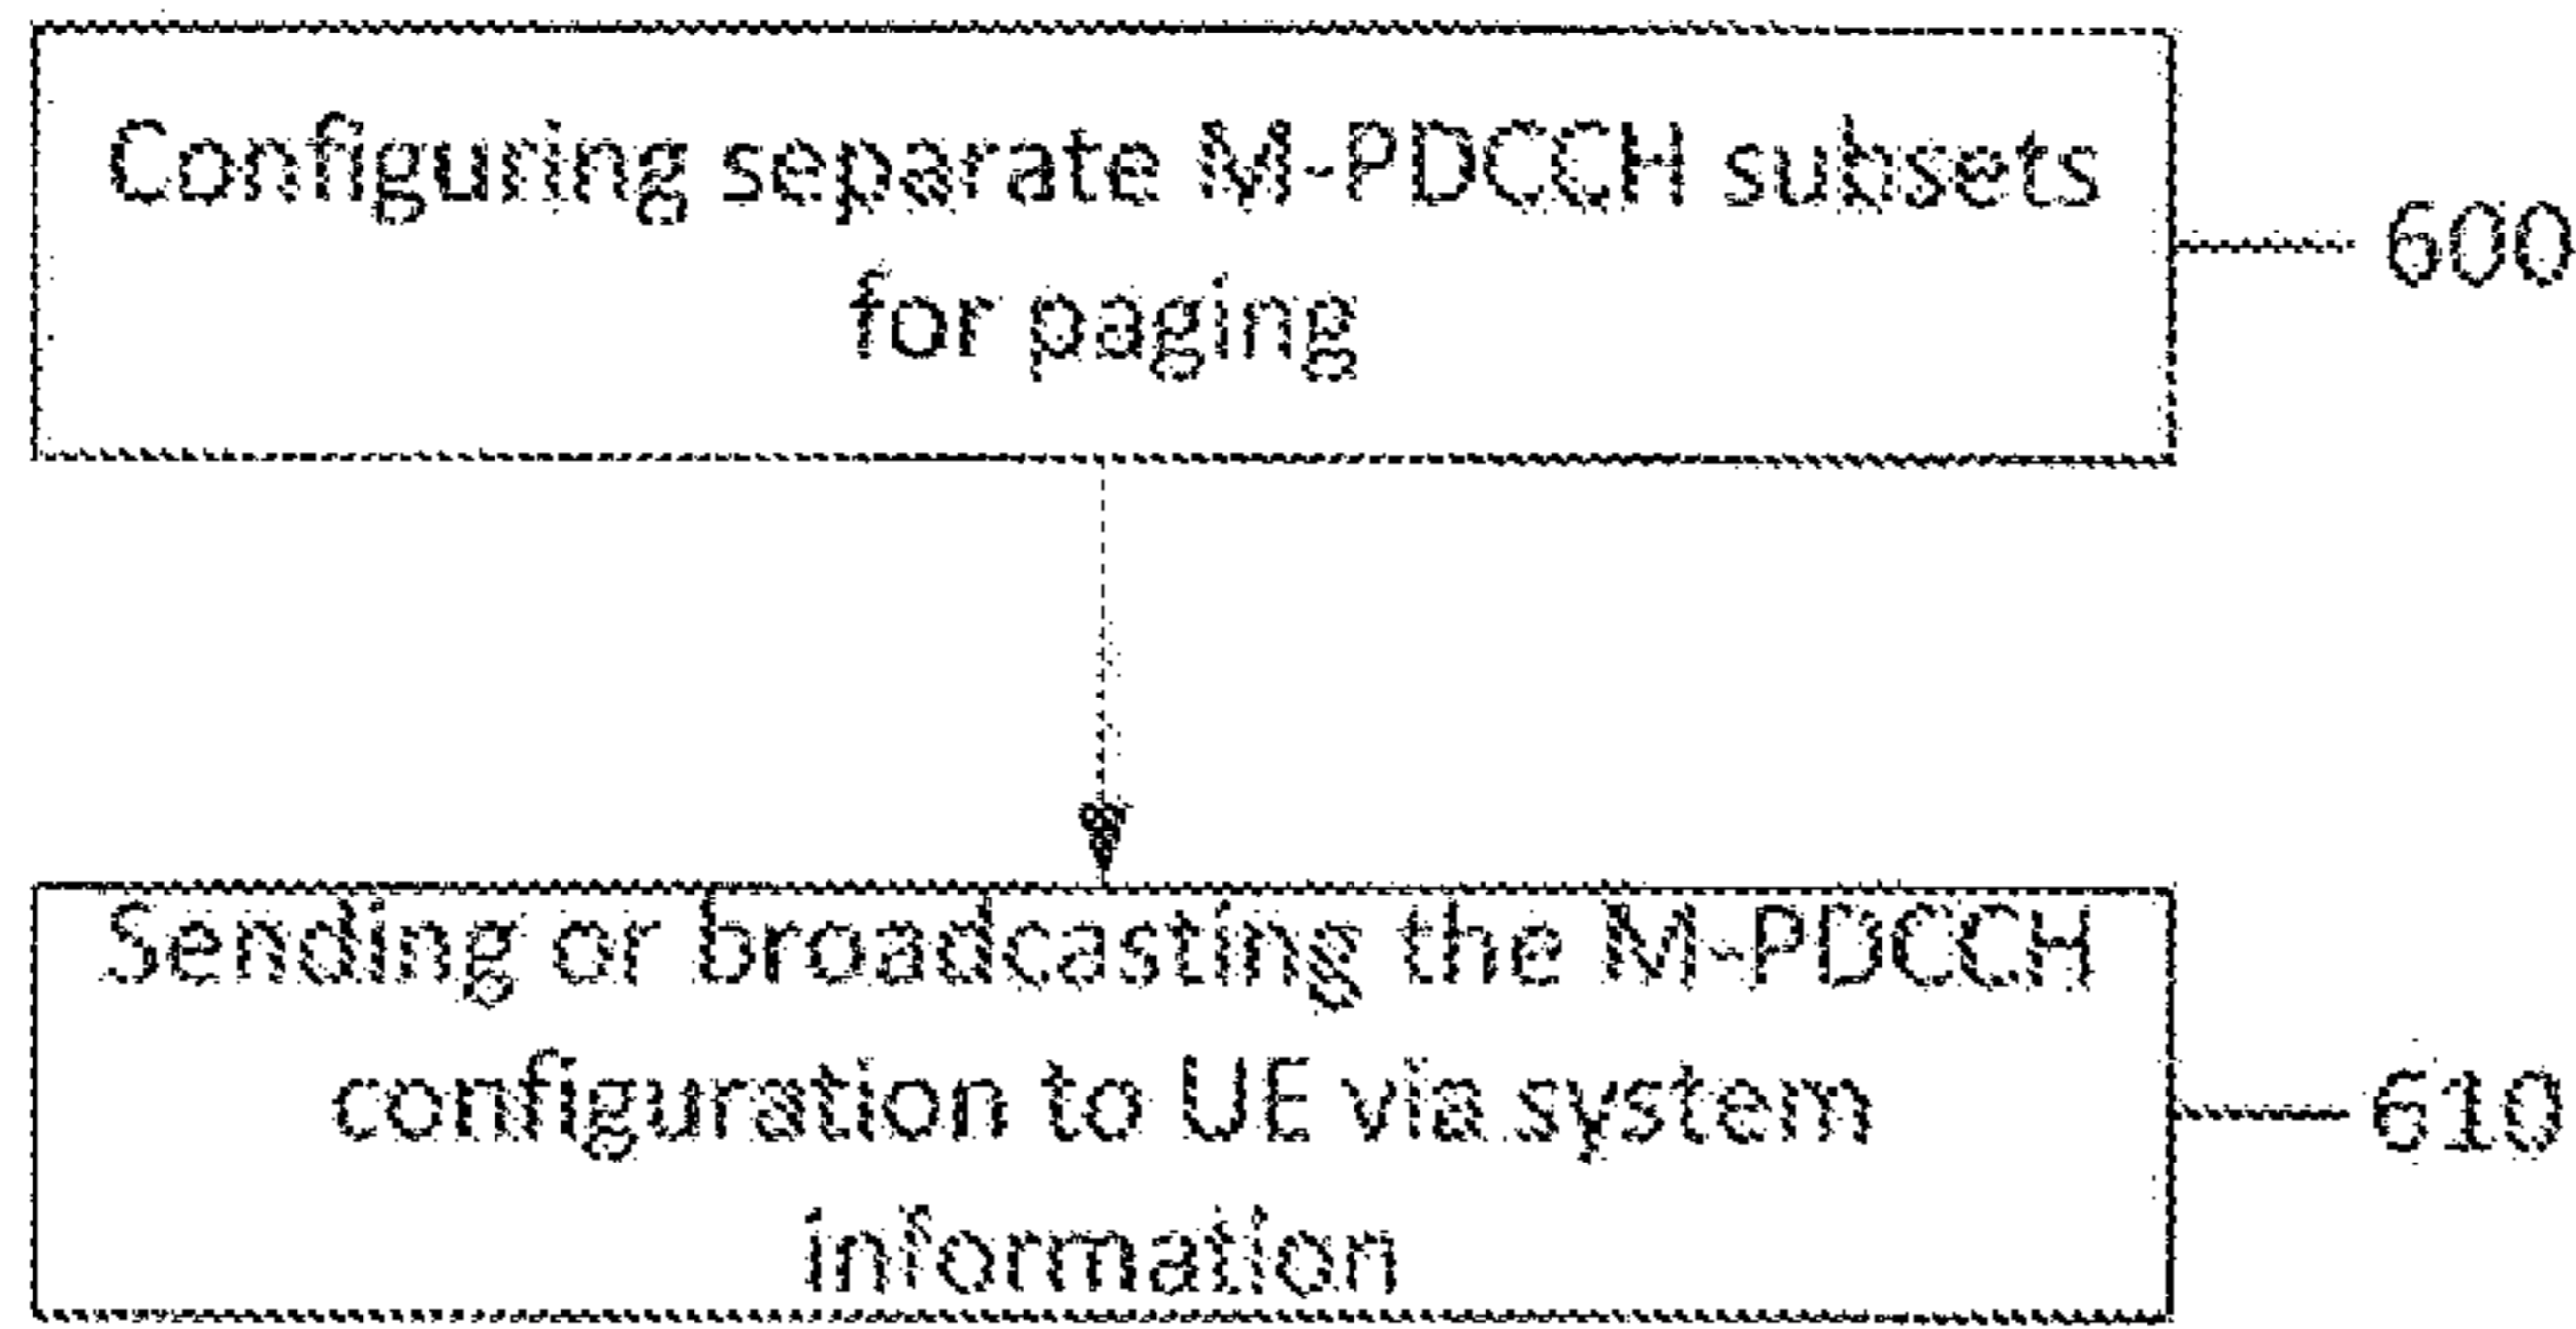 Configuring separate M-PDCCH subsets
for paging
600
Sending or broadcasting the M-PDCCH
configuration to UE via system
information
610